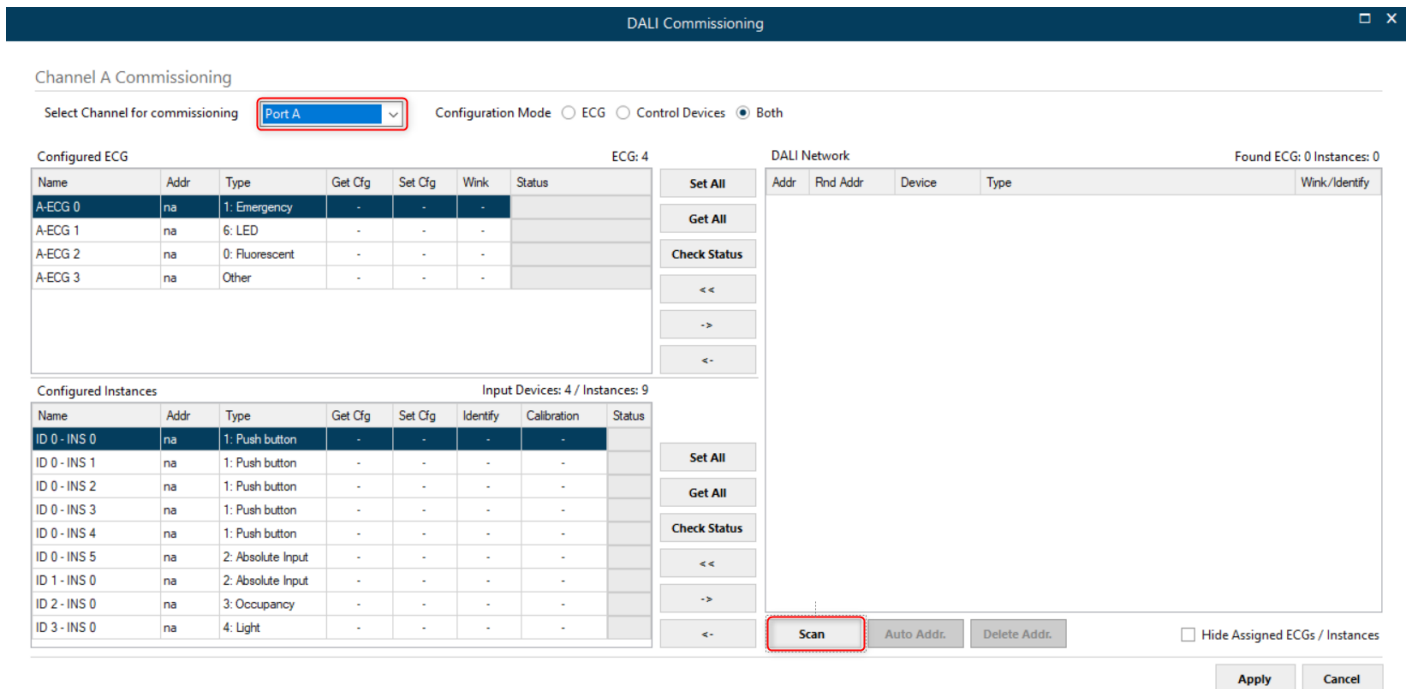 DALI Commissioning
Channel A Commissioning
Select Channel for commissioning Port A Configuration Mode ECG Control Devices Both
Configured ECG ECG: 4
Name Addr Type Get Cfg Set Cfg Wink Status
A-ECG 0 na 1: Emergency - - -
A-ECG 1 na 6: LED - - -
A-ECG 2 na 0: Fluorescent - - -
A-ECG 3 na Other - - -
Set All
Get All
Check Status
<<
->
<-
Configured Instances Input Devices: 4 / Instances: 9
Name Addr Type Get Cfg Set Cfg Identify Calibration Status
ID 0 - INS 0 na 1: Push button - - - -
ID 0 - INS 1 na 1: Push button - - - -
ID 0 - INS 2 na 1: Push button - - - -
ID 0 - INS 3 na 1: Push button - - - -
ID 0 - INS 4 na 1: Push button - - - -
ID 0 - INS 5 na 2: Absolute Input - - - -
ID 1 - INS 0 na 2: Absolute Input - - - -
ID 2 - INS 0 na 3: Occupancy - - - -
ID 3 - INS 0 na 4: Light - - - -
Set All
Get All
Check Status
<<
->
<-
DALI Network Found ECG: 0 Instances: 0
Addr Rnd Addr Device Type Wink/Identify
Scan Auto Addr. Delete Addr. Hide Assigned ECGs / Instances
Apply Cancel